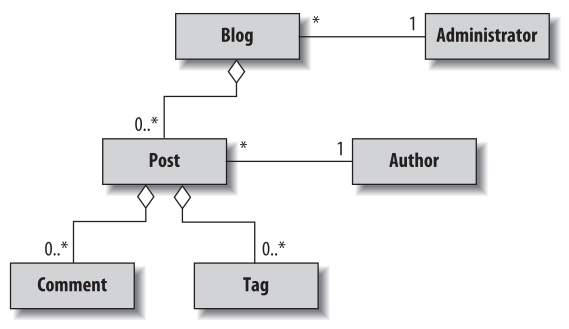 Blog
*
1
Administrator
0..*
Post
*
1
Author
0..*
0..*
Comment
Tag